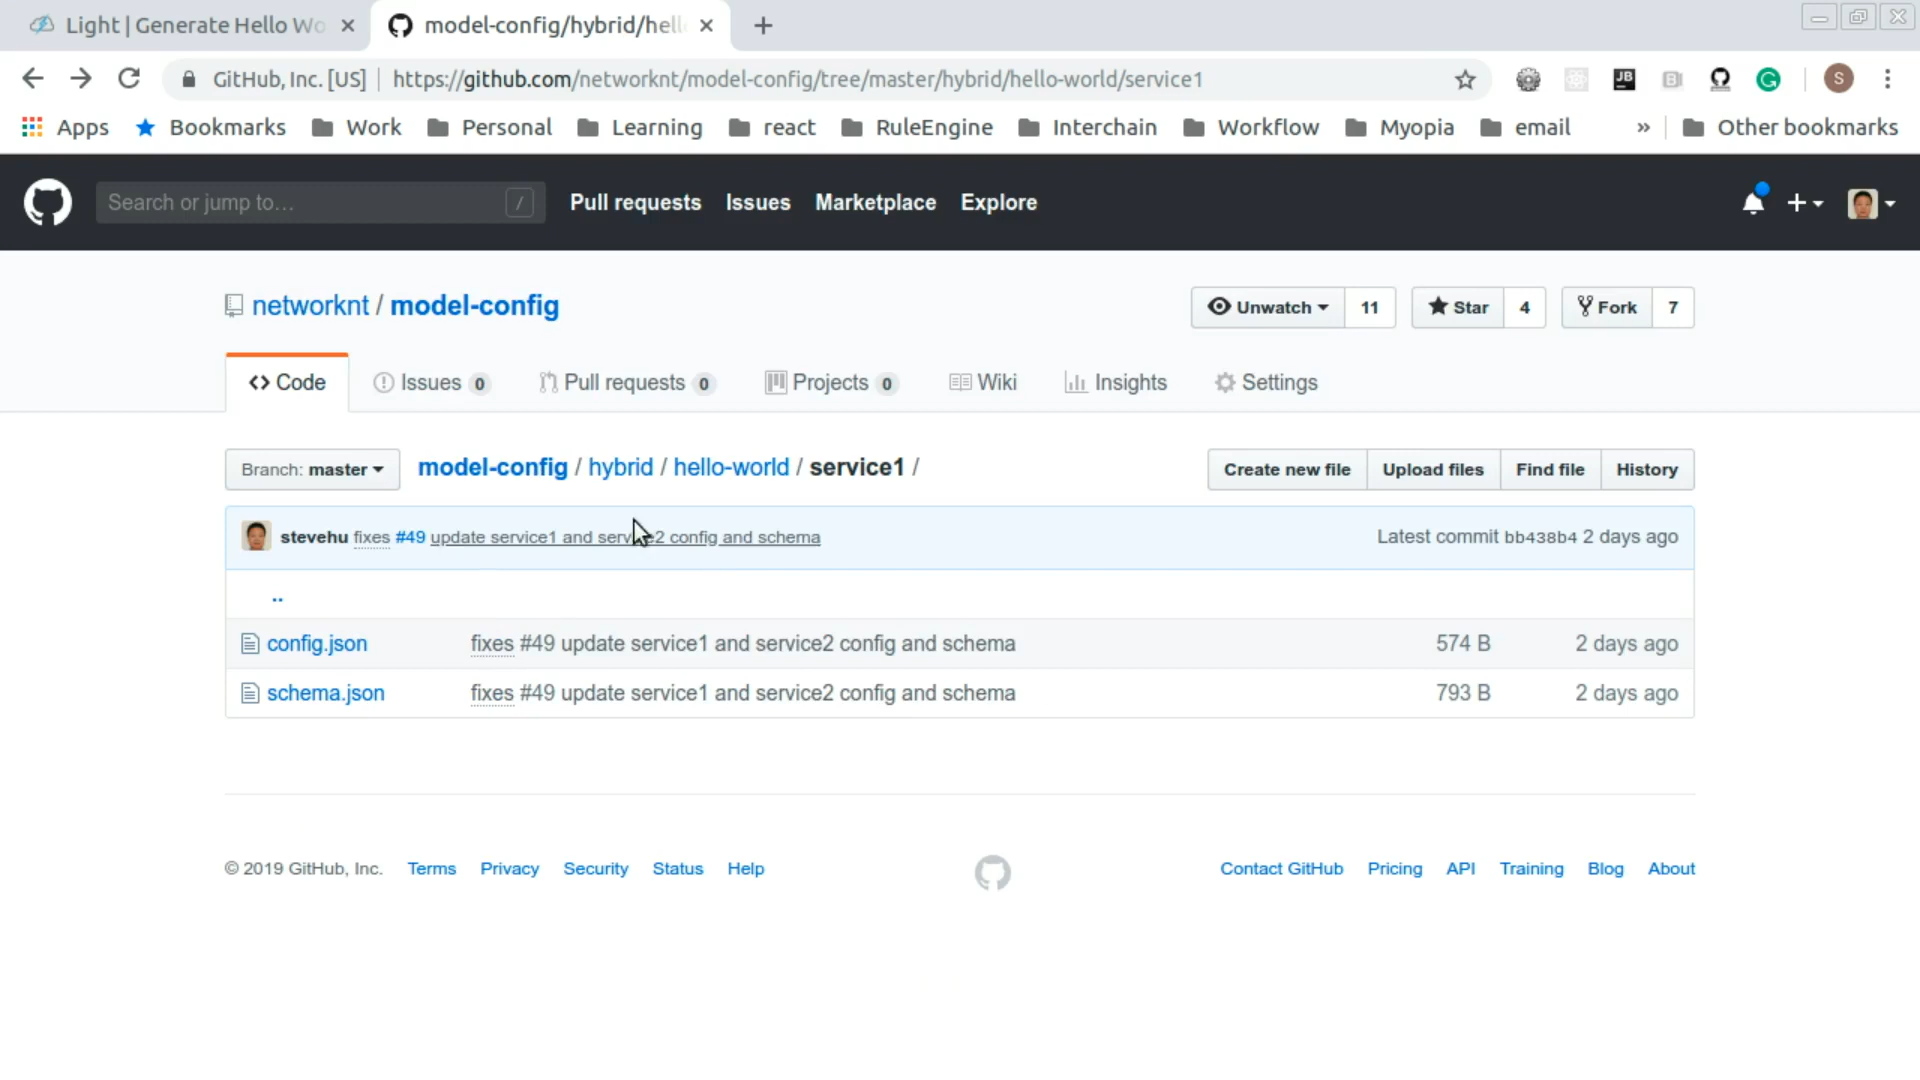 Light | Generate Hello Wo
model-config/hybrid/hell
GitHub, Inc. [US] | https://github.com/networknt/model-config/tree/master/hybrid/hello-world/service1
JB
S
Apps Bookmarks Work Personal Learning react RuleEngine Interchain Workflow Myopia email » Other bookmarks
Search or jump to… / Pull requests Issues Marketplace Explore
networknt / model-config
Unwatch 11 Star 4 Fork 7
Code Issues 0 Pull requests 0 Projects 0 Wiki Insights Settings
Branch: master model-config / hybrid / hello-world / service1 /
Create new file Upload files Find file History
stevehu fixes #49 update service1 and service2 config and schema Latest commit bb438b4 2 days ago
..
config.json fixes #49 update service1 and service2 config and schema 574 B 2 days ago
schema.json fixes #49 update service1 and service2 config and schema 793 B 2 days ago
© 2019 GitHub, Inc. Terms Privacy Security Status Help Contact GitHub Pricing API Training Blog About